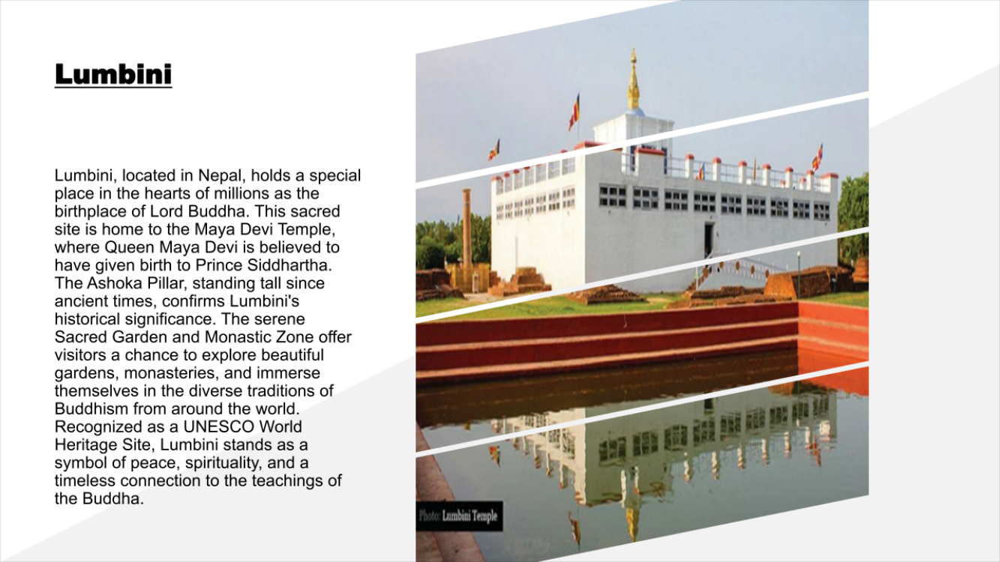 Lumbini
Lumbini, located in Nepal, holds a special
place in the hearts of millions as the
birthplace of Lord Buddha. This sacred
site is home to the Maya Devi Temple,
where Queen Maya Devi is believed to
have given birth to Prince Siddhartha.
The Ashoka Pillar, standing tall since
ancient times, confirms Lumbini's
historical significance. The serene
Sacred Garden and Monastic Zone offer
visitors a chance to explore beautiful
gardens, monasteries, and immerse
themselves in the diverse traditions of
Buddhism from around the world.
Recognized as a UNESCO World
Heritage Site, Lumbini stands as a
symbol of peace, spirituality, and a
timeless connection to the teachings of
the Buddha.
Photo: Lumbini Temple